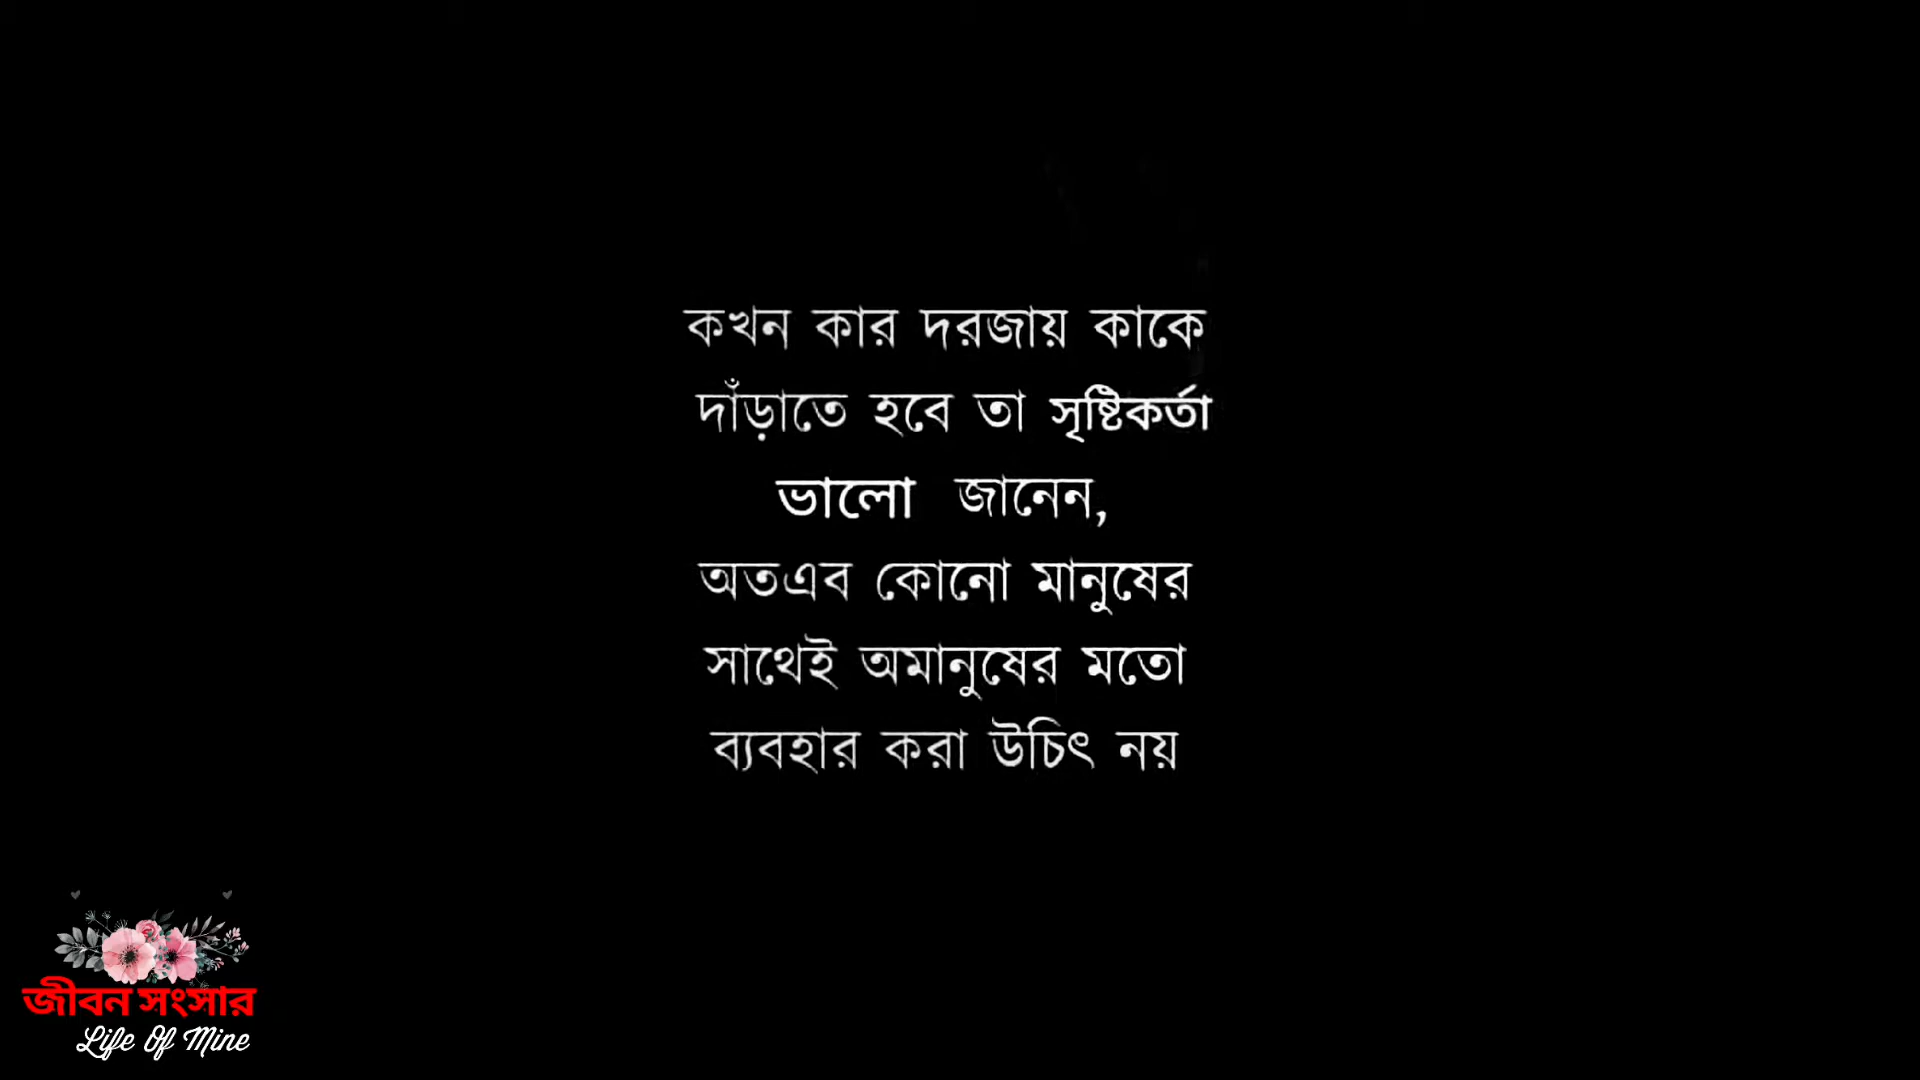 কখন কার দরজায় কাকে
দাঁড়াতে হবে তা সৃষ্টিকর্তা
ভালো জানেন,
অতএব কোনো মানুষের
সাথেই অমানুষের মতো
ব্যবহার করা উচিৎ নয়
জীবন সংসার
Life Of Mine